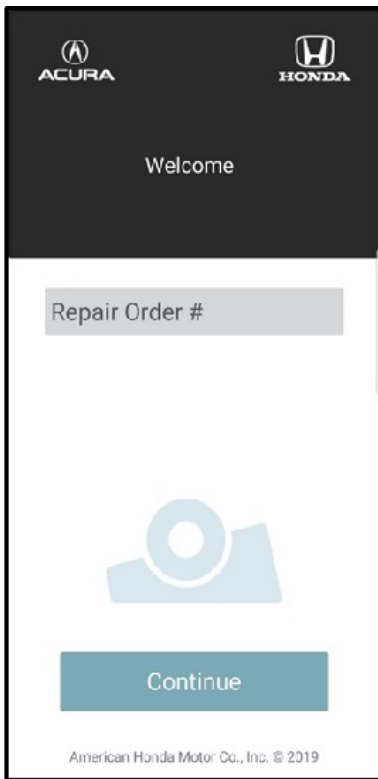 ACURA
HONDA
Welcome
Repair Order #
Continue
American Honda Motor Co., Inc. © 2019